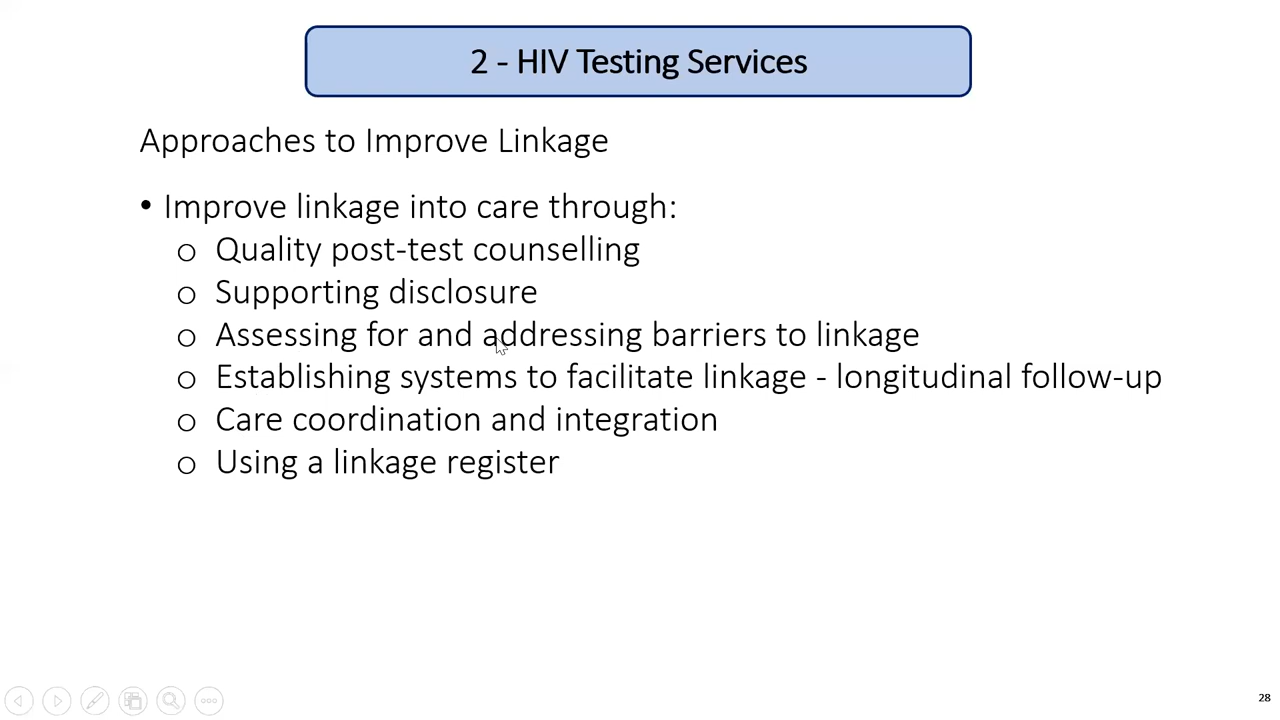 2 - HIV Testing Services
Approaches to Improve Linkage
• Improve linkage into care through:
o Quality post-test counselling
o Supporting disclosure
o Assessing for and addressing barriers to linkage
o Establishing systems to facilitate linkage - longitudinal follow-up
o Care coordination and integration
o Using a linkage register
28